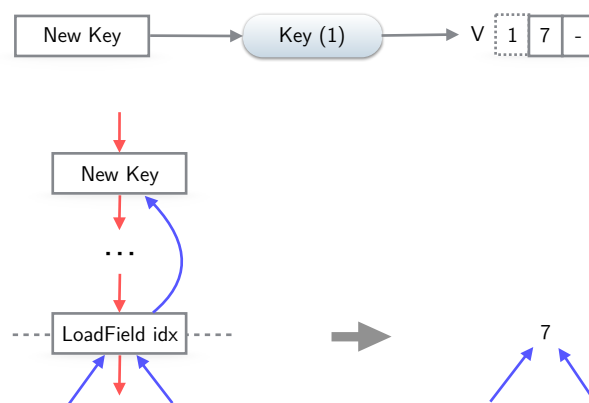 New Key Key (1) V 1 7 -
New Key
...
LoadField idx
7